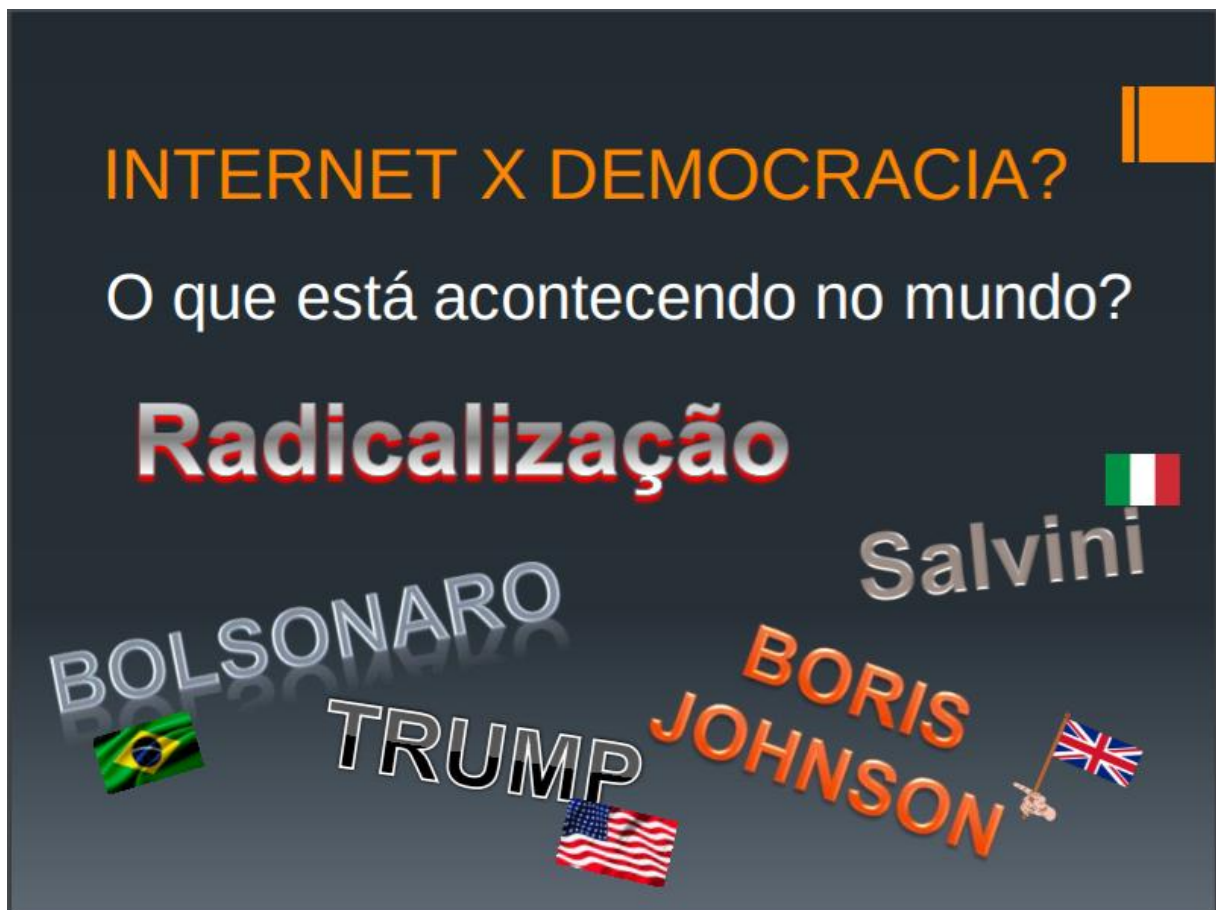 INTERNET X DEMOCRACIA?
O que está acontecendo no mundo?
Radicalização
Salvini
BOLSONARO
BORIS
JOHNSON
TRUMP